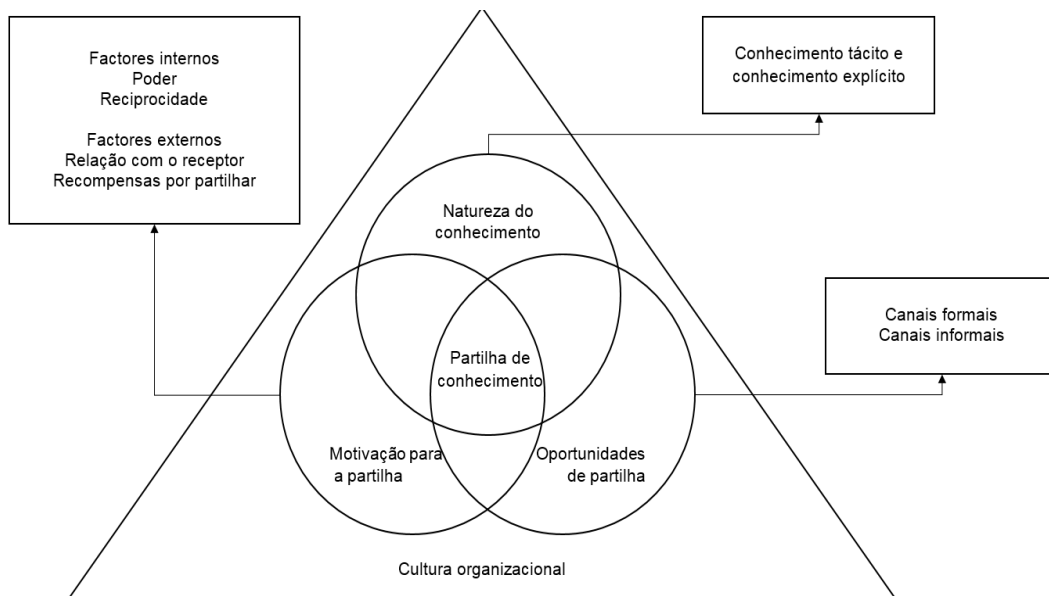 Factores internos
Poder
Reciprocidade
Factores externos
Relação com o receptor
Recompensas por partilhar
Conhecimento tácito e
conhecimento explícito
Natureza do
conhecimento
Canais formais
Canais informais
Partilha de
conhecimento
Motivação para
a partilha
Oportunidades
de partilha
Cultura organizacional